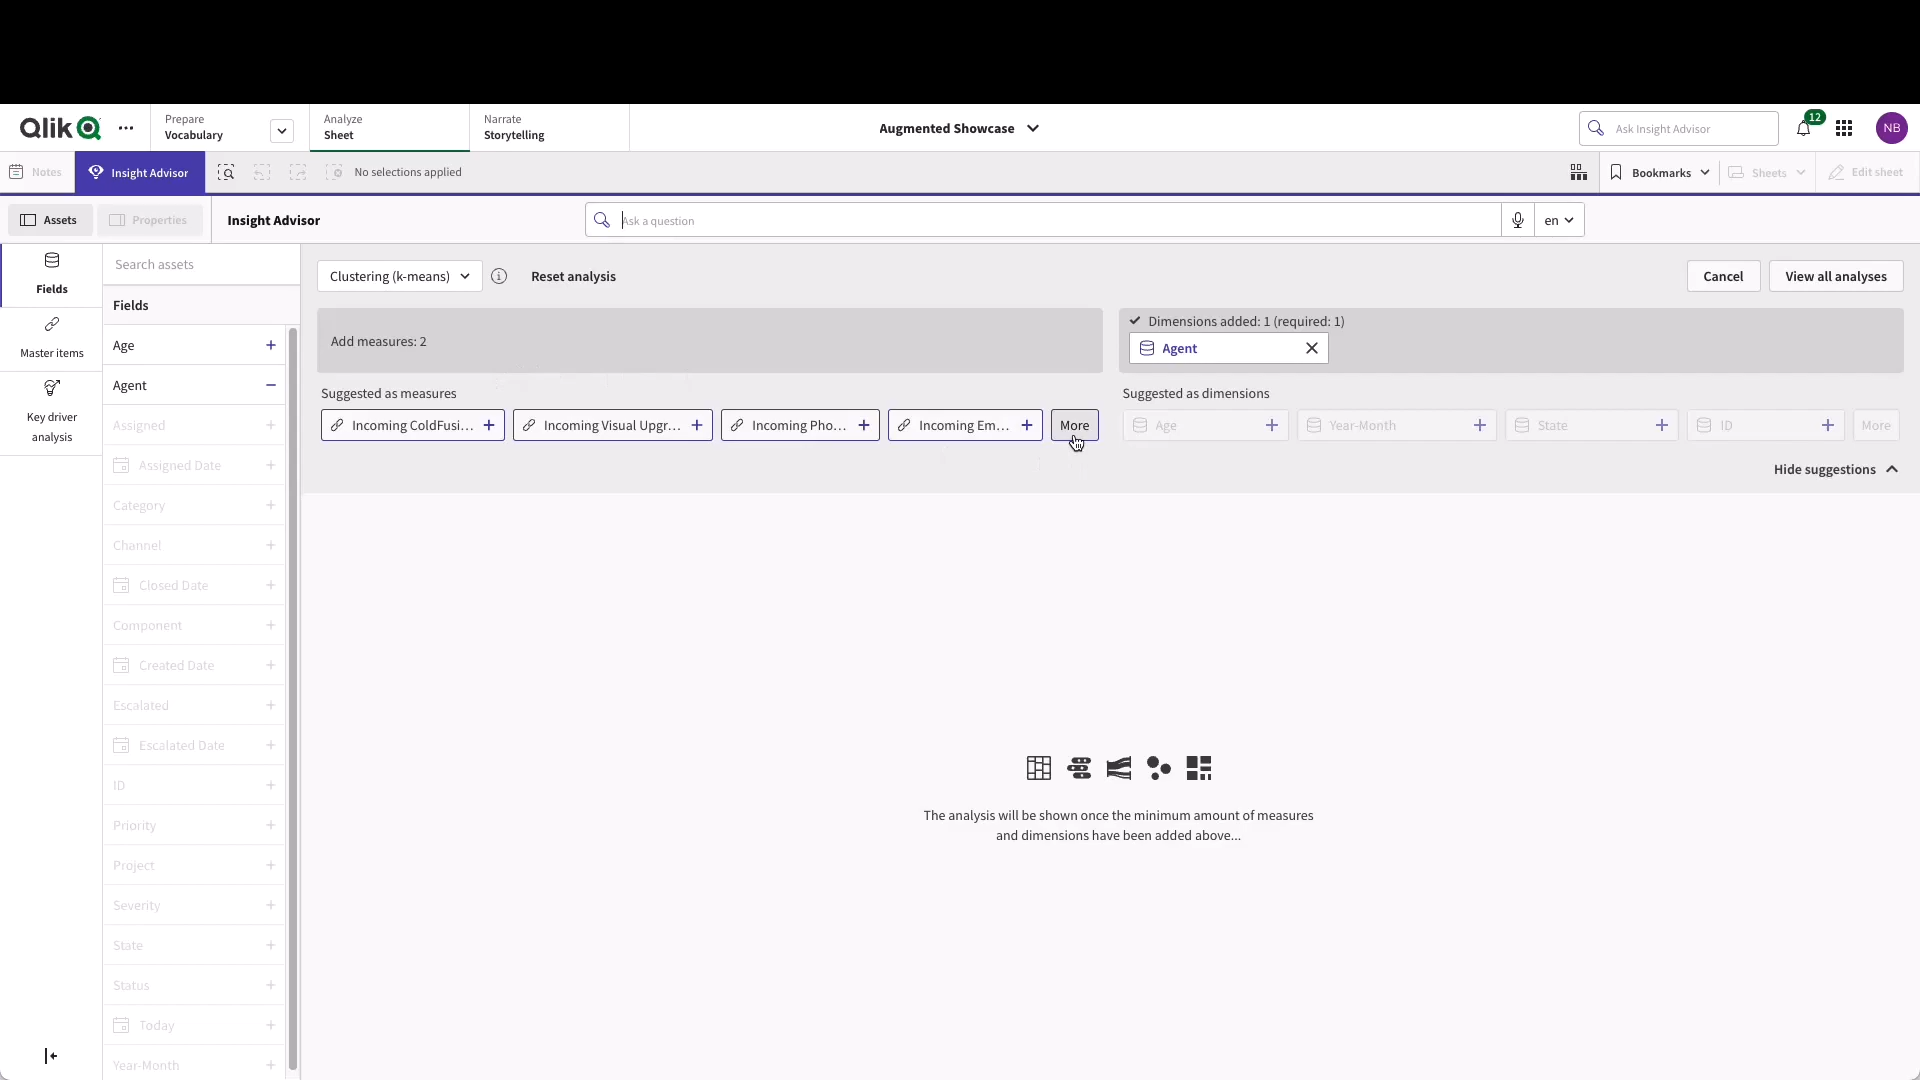 Qlik
Prepare
Vocabulary
Analyze
Sheet
Narrate
Storytelling
Augmented Showcase
Ask Insight Advisor
12
NB
Notes
Insight Advisor
No selections applied
Bookmarks
Sheets
Edit sheet
Assets
Properties
Insight Advisor
Ask a question
en
Fields
Master items
Key driver
analysis
Search assets
Fields
Age
Agent
Assigned
Assigned Date
Category
Channel
Closed Date
Component
Created Date
Escalated
Escalated Date
ID
Priority
Project
Severity
State
Status
Today
Year-Month
Clustering (k-means)
Reset analysis
Cancel
View all analyses
Add measures: 2
Dimensions added: 1 (required: 1)
Agent
Suggested as measures
Incoming ColdFusi...
Incoming Visual Upgr...
Incoming Pho...
Incoming Em...
More
Suggested as dimensions
Age
Year-Month
State
ID
More
Hide suggestions
The analysis will be shown once the minimum amount of measures
and dimensions have been added above...